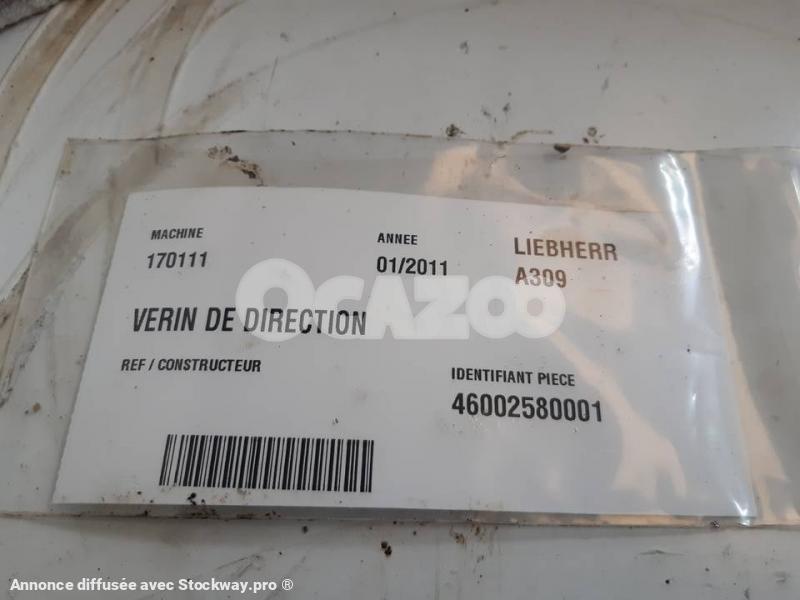 MACHINE
170111
ANNEE
01/2011
LIEBHERR
A309
OCAZOO
VERIN DE DIRECTION
REF / CONSTRUCTEUR
IDENTIFIANT PIECE
46002580001
Annonce diffusée avec Stockway.pro ®